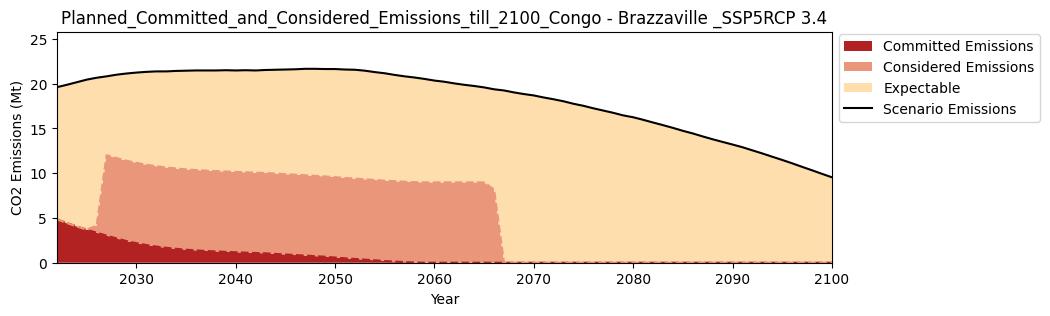 Planned_Committed_and_Considered_Emissions_till_2100_Congo - Brazzaville _SSP5RCP 3.4
25
20
15
10
5
0
CO2 Emissions (Mt)
2030
2040
2050
2060
2070
2080
2090
2100
Year
Committed Emissions
Considered Emissions
Expectable
Scenario Emissions